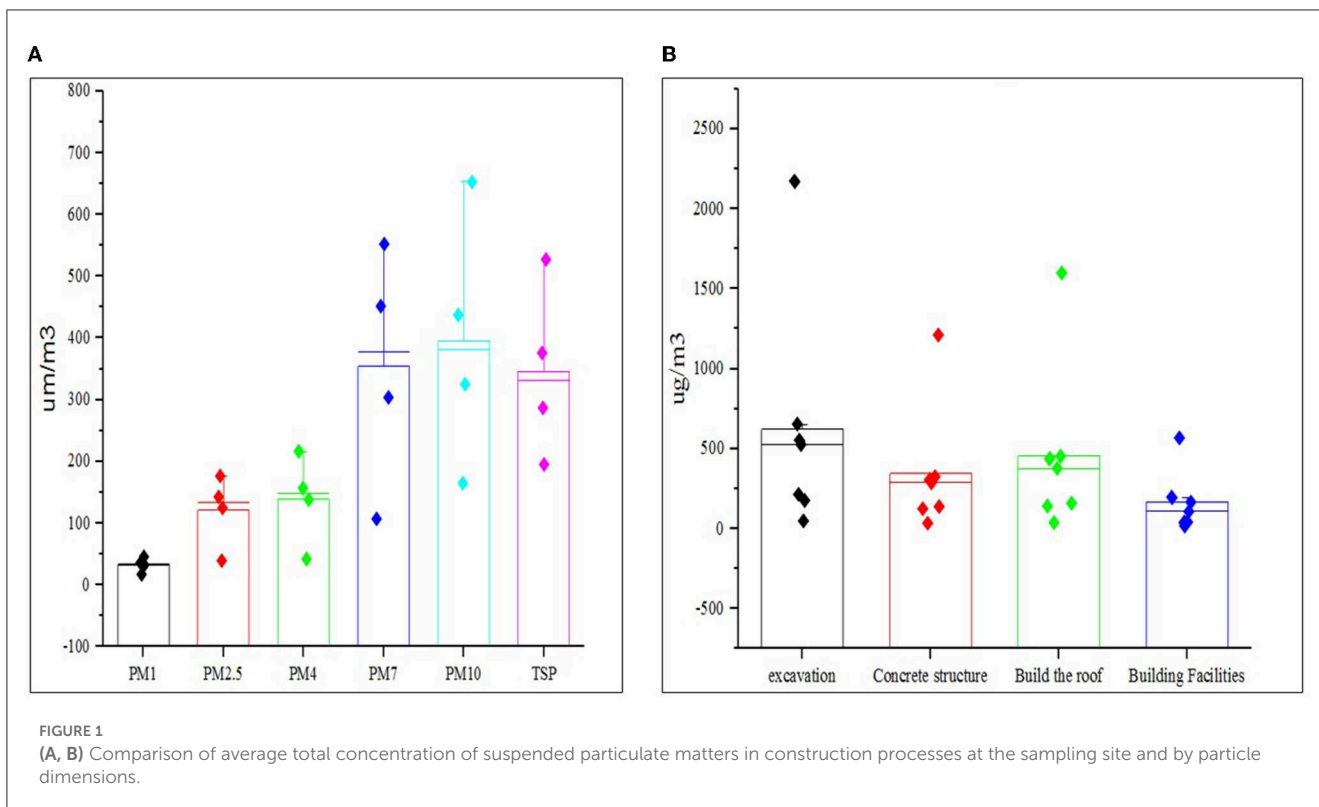 A
um/m3
800
700
600
500
400
300
200
100
0
-100
PM1 PM2.5 PM4 PM7 PM10 TSP
B
ug/m3
2500
2000
1500
1000
500
0
-500
excavation Concrete structure Build the roof Building Facilities
FIGURE 1
(A, B) Comparison of average total concentration of suspended particulate matters in construction processes at the sampling site and by particle
dimensions.